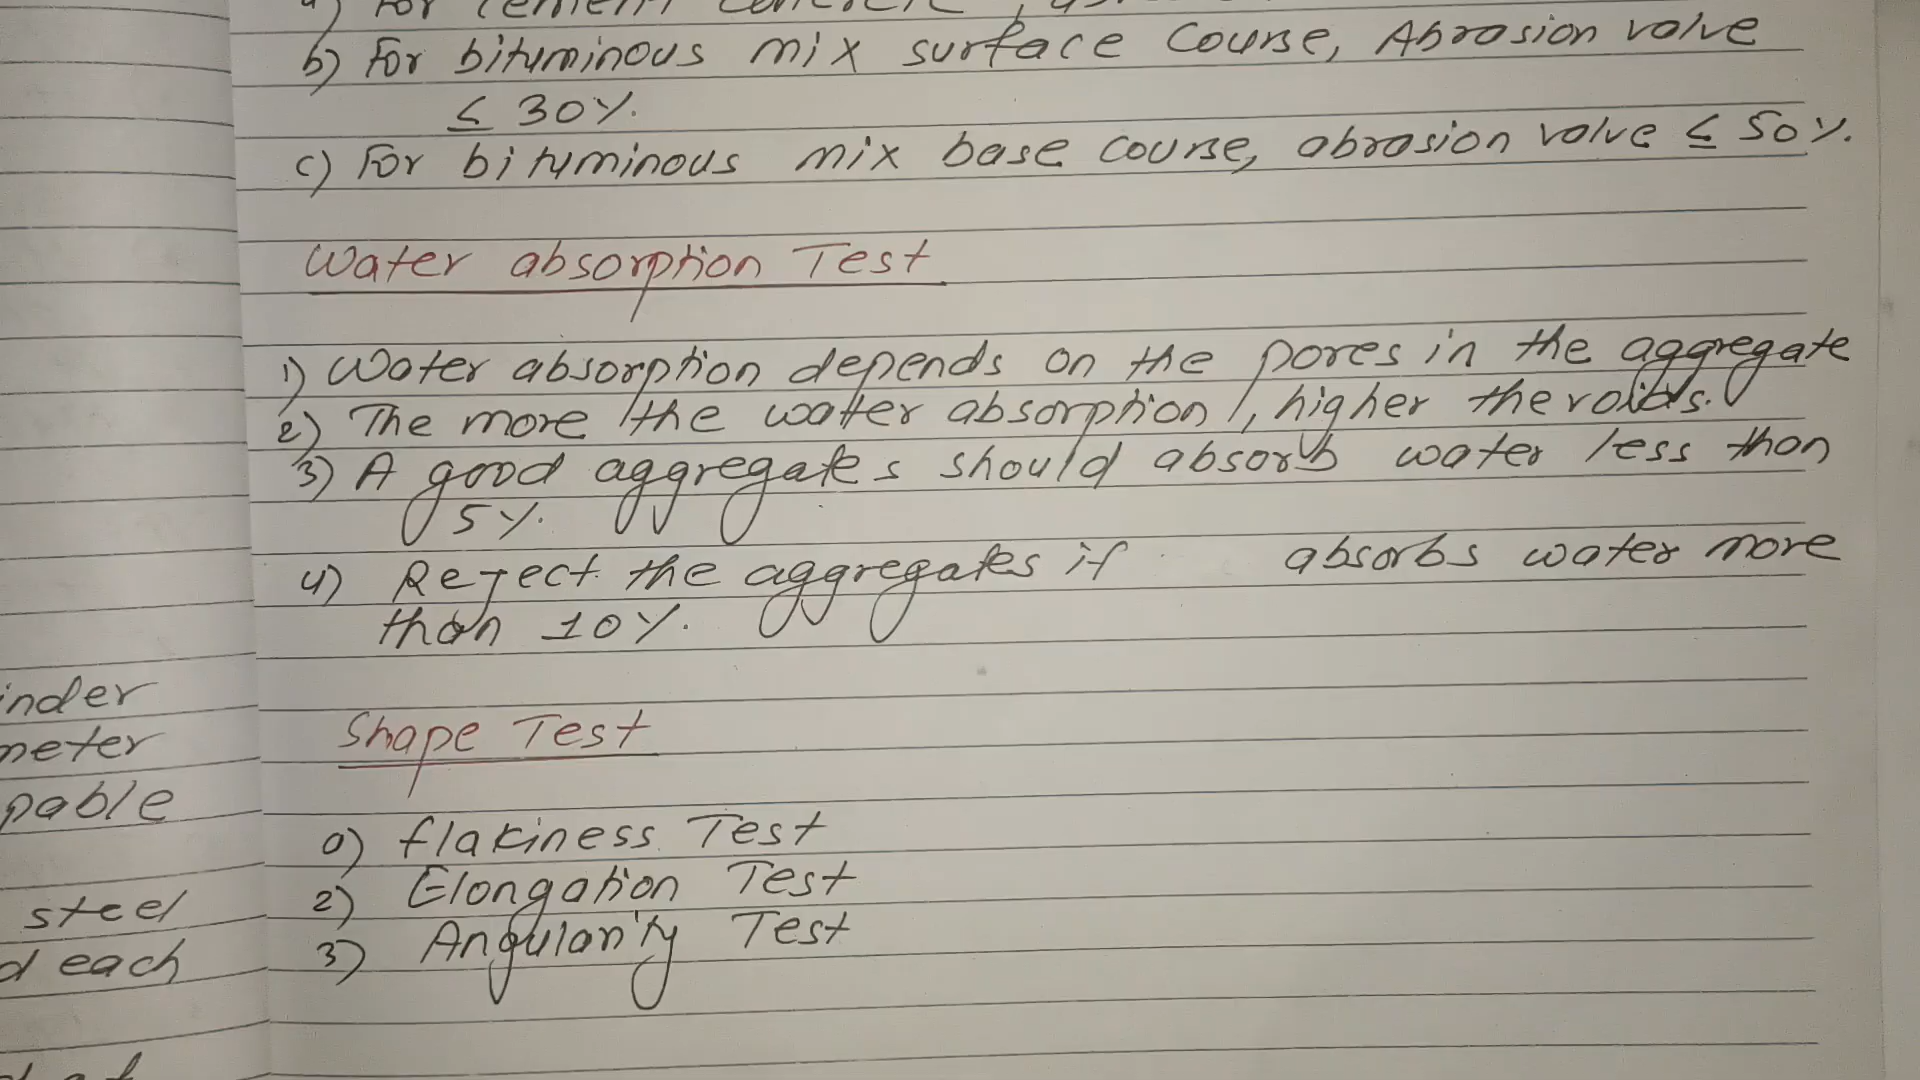 a) For cement concrete,
b) For bituminous mix surface course, Abrasion value
≤ 30%.
c) For bituminous mix base course, abrasion value ≤ 50%.
Water absorption Test
1) Water absorption depends on the pores in the aggregate
2) The more the water absorption, higher the voids.
3) A good aggregates should absorb water less than
5%.
4) Reject the aggregates if absorbs water more
than 10%.
Shape Test
0) flakiness Test
2) Elongation Test
3) Angularity Test
inder
meter
pable
steel
d each